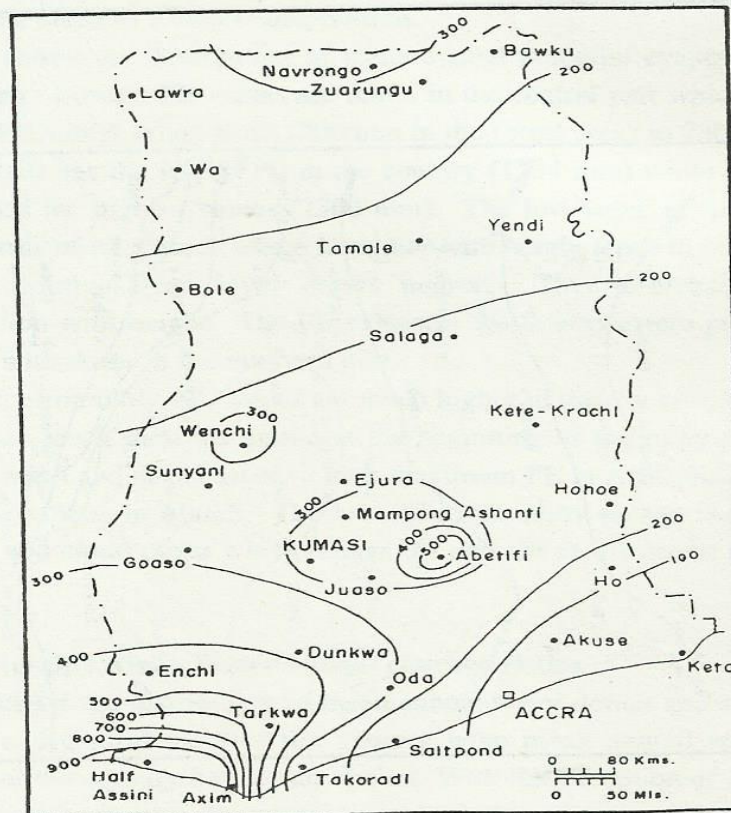 300
Bawku
Navrongo
Zuarungu
200
Lawra
Wa
Tamale
Yendi
Bole
200
Salaga
Kete-Krachi
300
Wenchi
Sunyani
Ejura
Hohoe
300
Mampong Ashanti
200
400
KUMASI
500
Abetifi
100
300
Goaso
Juaso
Ho
400
Dunkwa
Akuse
Enchi
Oda
Keta
500
600
Tarkwa
ACCRA
700
800
Saltpond
900
Half
Assini
Axim
Takoradi
0 80 Kms.
0 50 Mls.